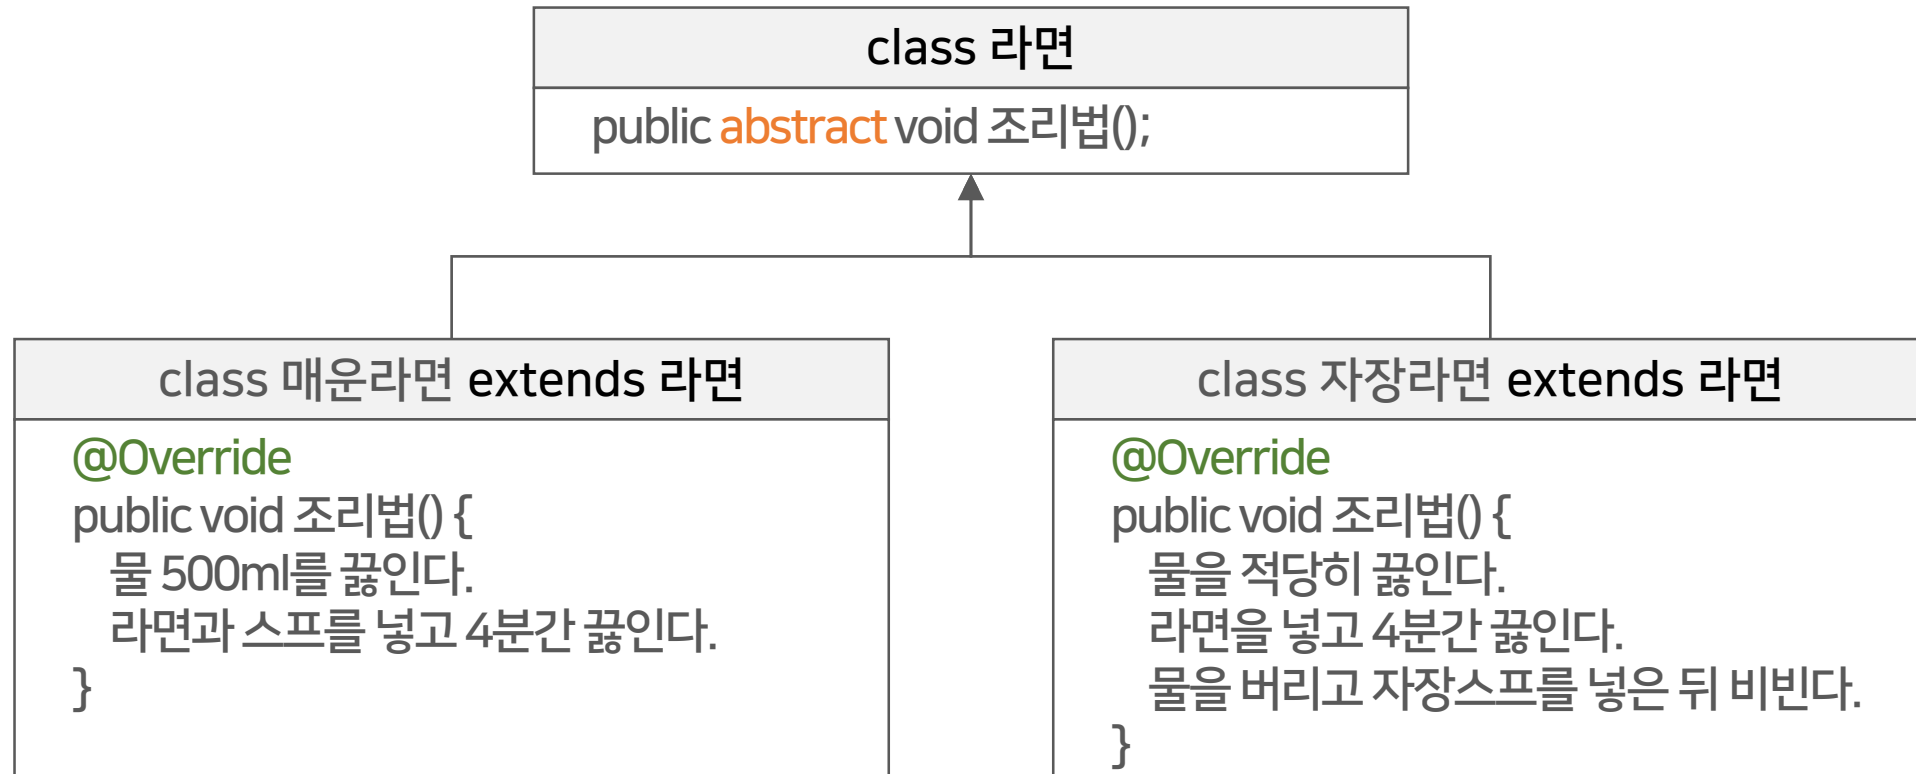 class 라면
public abstract void 조리법();
class 매운라면 extends 라면
@Override
public void 조리법() {
물 500ml를 끓인다.
라면과 스프를 넣고 4분간 끓인다.
}
class 자장라면 extends 라면
@Override
public void 조리법() {
물을 적당히 끓인다.
라면을 넣고 4분간 끓인다.
물을 버리고 자장스프를 넣은 뒤 비빈다.
}